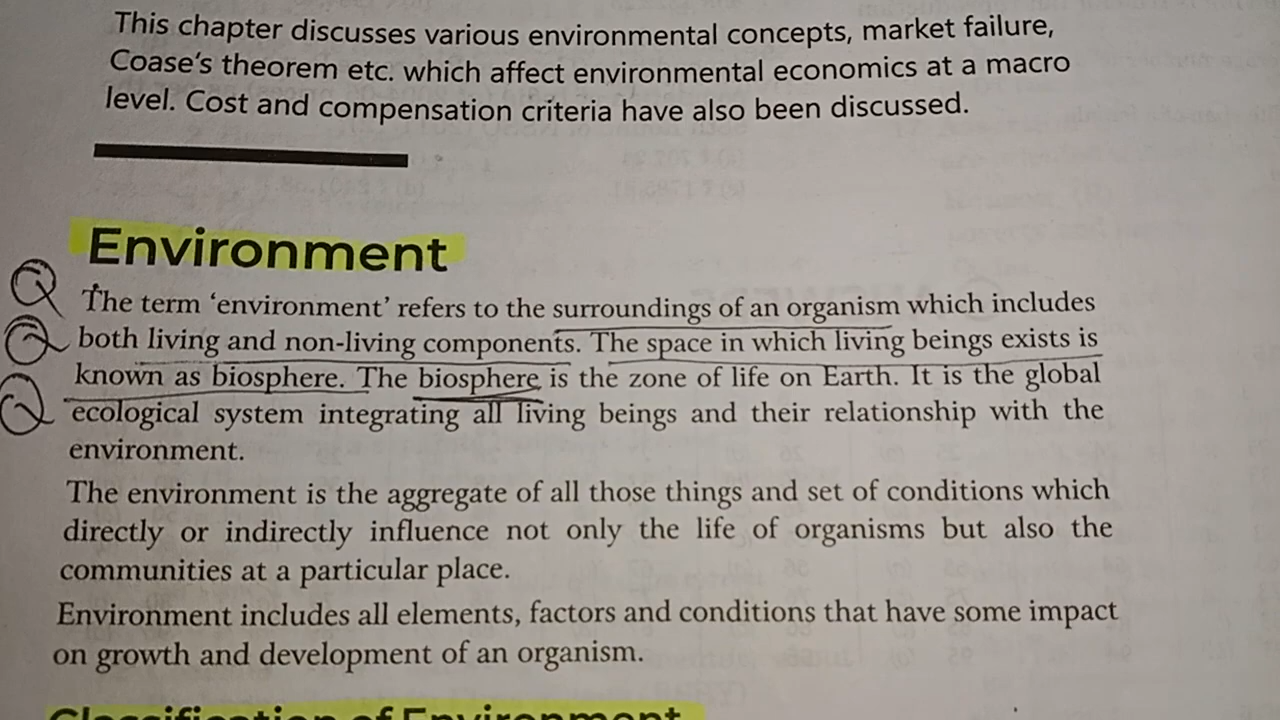 This chapter discusses various environmental concepts, market failure,
Coase's theorem etc. which affect environmental economics at a macro
level. Cost and compensation criteria have also been discussed.
Environment
Q
The term 'environment' refers to the surroundings of an organism which includes
Q
both living and non-living components. The space in which living beings exists is
known as biosphere. The biosphere is the zone of life on Earth. It is the global
Q
ecological system integrating all living beings and their relationship with the
environment.
The environment is the aggregate of all those things and set of conditions which
directly or indirectly influence not only the life of organisms but also the
communities at a particular place.
Environment includes all elements, factors and conditions that have some impact
on growth and development of an organism.
Classification of Environment